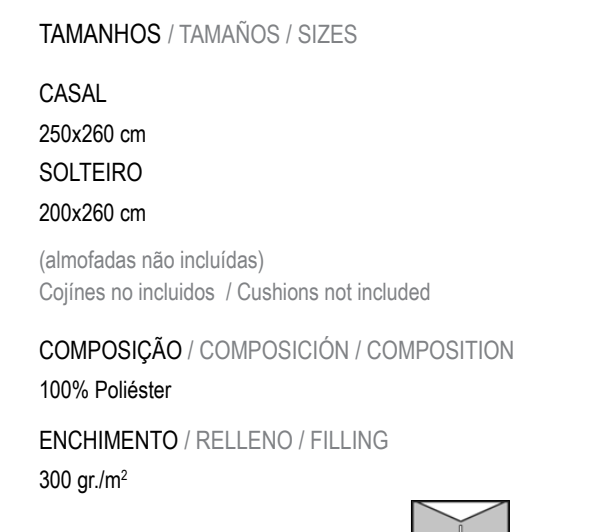 TAMANHOS / TAMAÑOS / SIZES
CASAL
250x260 cm
SOLTEIRO
200x260 cm
(almofadas não incluídas)
Cojínes no incluidos / Cushions not included
COMPOSIÇÃO / COMPOSICIÓN / COMPOSITION
100% Poliéster
ENCHIMENTO / RELLENO / FILLING
300 gr./m²